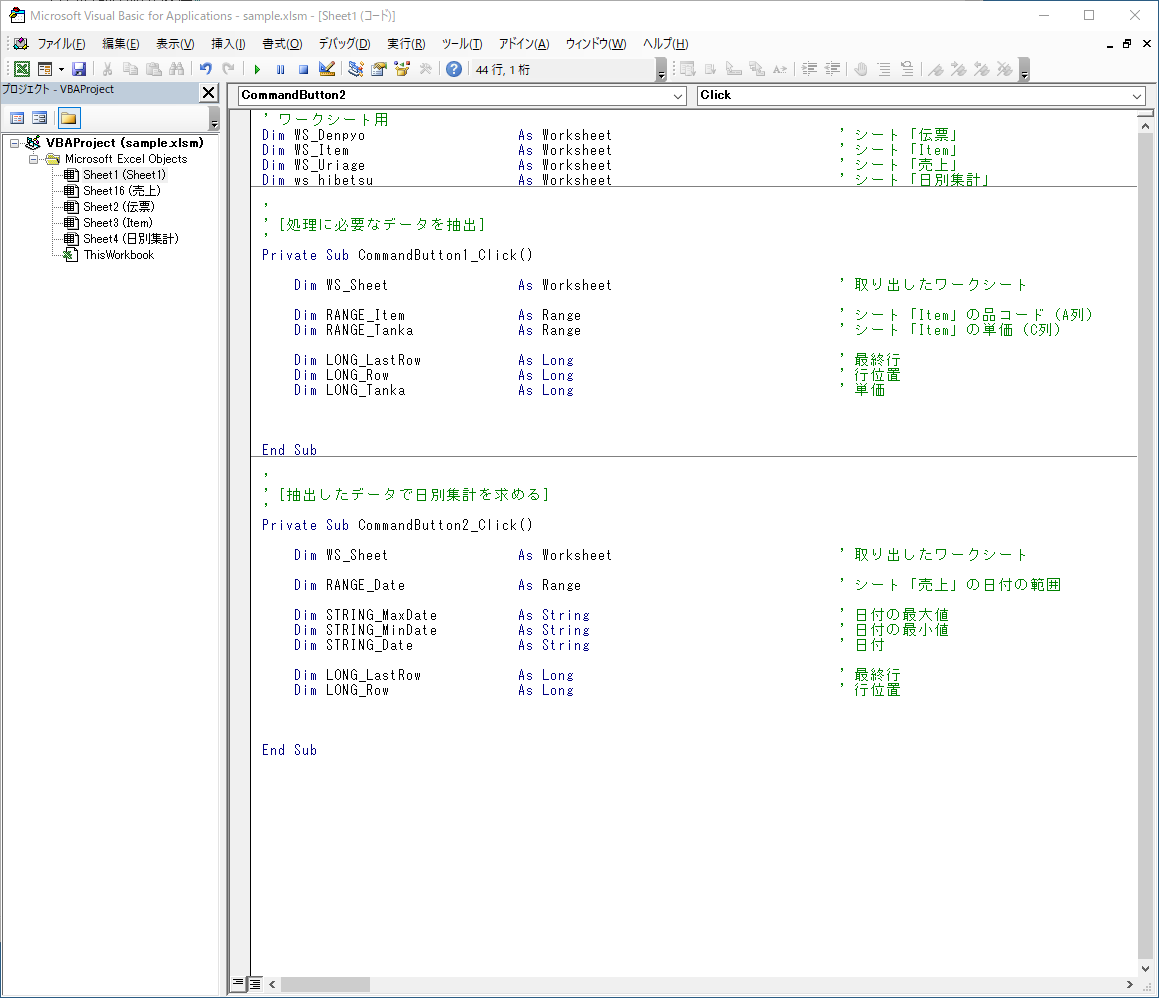 Microsoft Visual Basic for Applications - sample.xlsm - [Sheet1 (コード)]
ファイル(F) 編集(E) 表示(V) 挿入(I) 書式(O) デバッグ(D) 実行(R) ツール(T) アドイン(A) ウィンドウ(W) ヘルプ(H)
44 行, 1 桁
プロジェクト - VBAProject
VBAProject (sample.xlsm)
Microsoft Excel Objects
Sheet1 (Sheet1)
Sheet16 (売上)
Sheet2 (伝票)
Sheet3 (Item)
Sheet4 (日別集計)
ThisWorkbook
CommandButton2 Click
' ワークシート用
Dim WS_Denpyo As Worksheet ' シート「伝票」
Dim WS_Item As Worksheet ' シート「Item」
Dim WS_Uriage As Worksheet ' シート「売上」
Dim ws_hibetsu As Worksheet ' シート「日別集計」
'
' [処理に必要なデータを抽出]
'
Private Sub CommandButton1_Click()
Dim WS_Sheet As Worksheet ' 取り出したワークシート
Dim RANGE_Item As Range ' シート「Item」の品コード（A列）
Dim RANGE_Tanka As Range ' シート「Item」の単価（C列）
Dim LONG_LastRow As Long ' 最終行
Dim LONG_Row As Long ' 行位置
Dim LONG_Tanka As Long ' 単価
End Sub
'
' [抽出したデータで日別集計を求める]
'
Private Sub CommandButton2_Click()
Dim WS_Sheet As Worksheet ' 取り出したワークシート
Dim RANGE_Date As Range ' シート「売上」の日付の範囲
Dim STRING_MaxDate As String ' 日付の最大値
Dim STRING_MinDate As String ' 日付の最小値
Dim STRING_Date As String ' 日付
Dim LONG_LastRow As Long ' 最終行
Dim LONG_Row As Long ' 行位置
End Sub